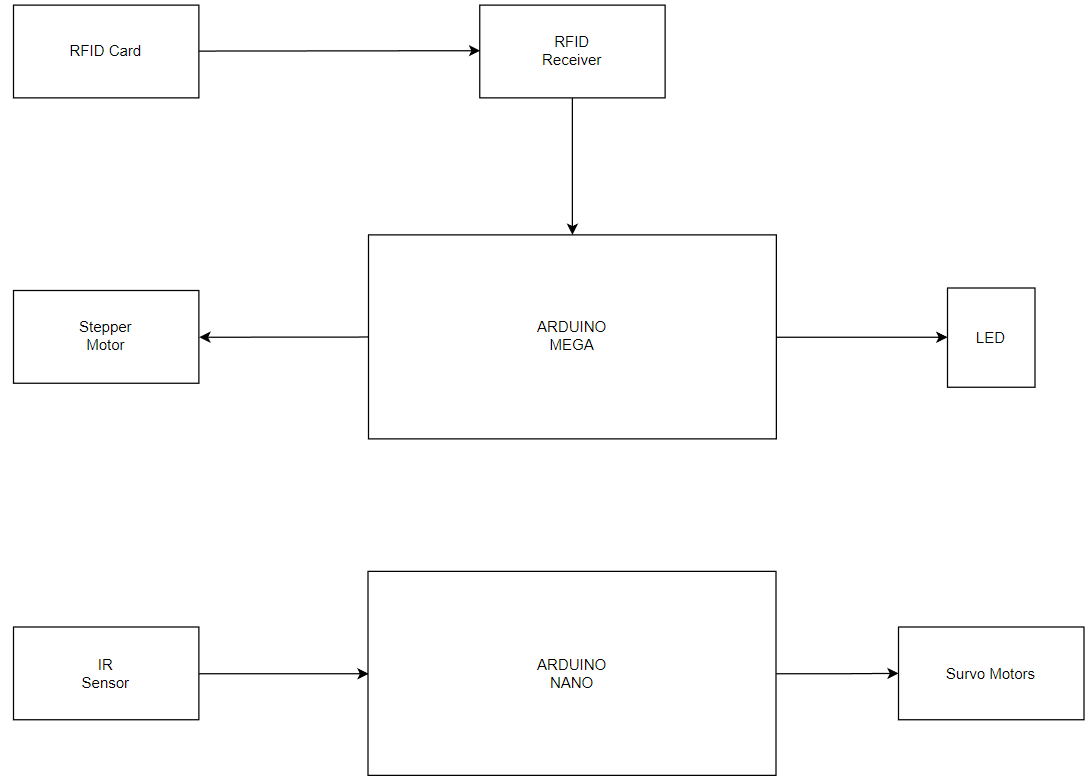 RFID Card
RFID
Receiver
Stepper
Motor
ARDUINO
MEGA
LED
IR
Sensor
ARDUINO
NANO
Survo Motors